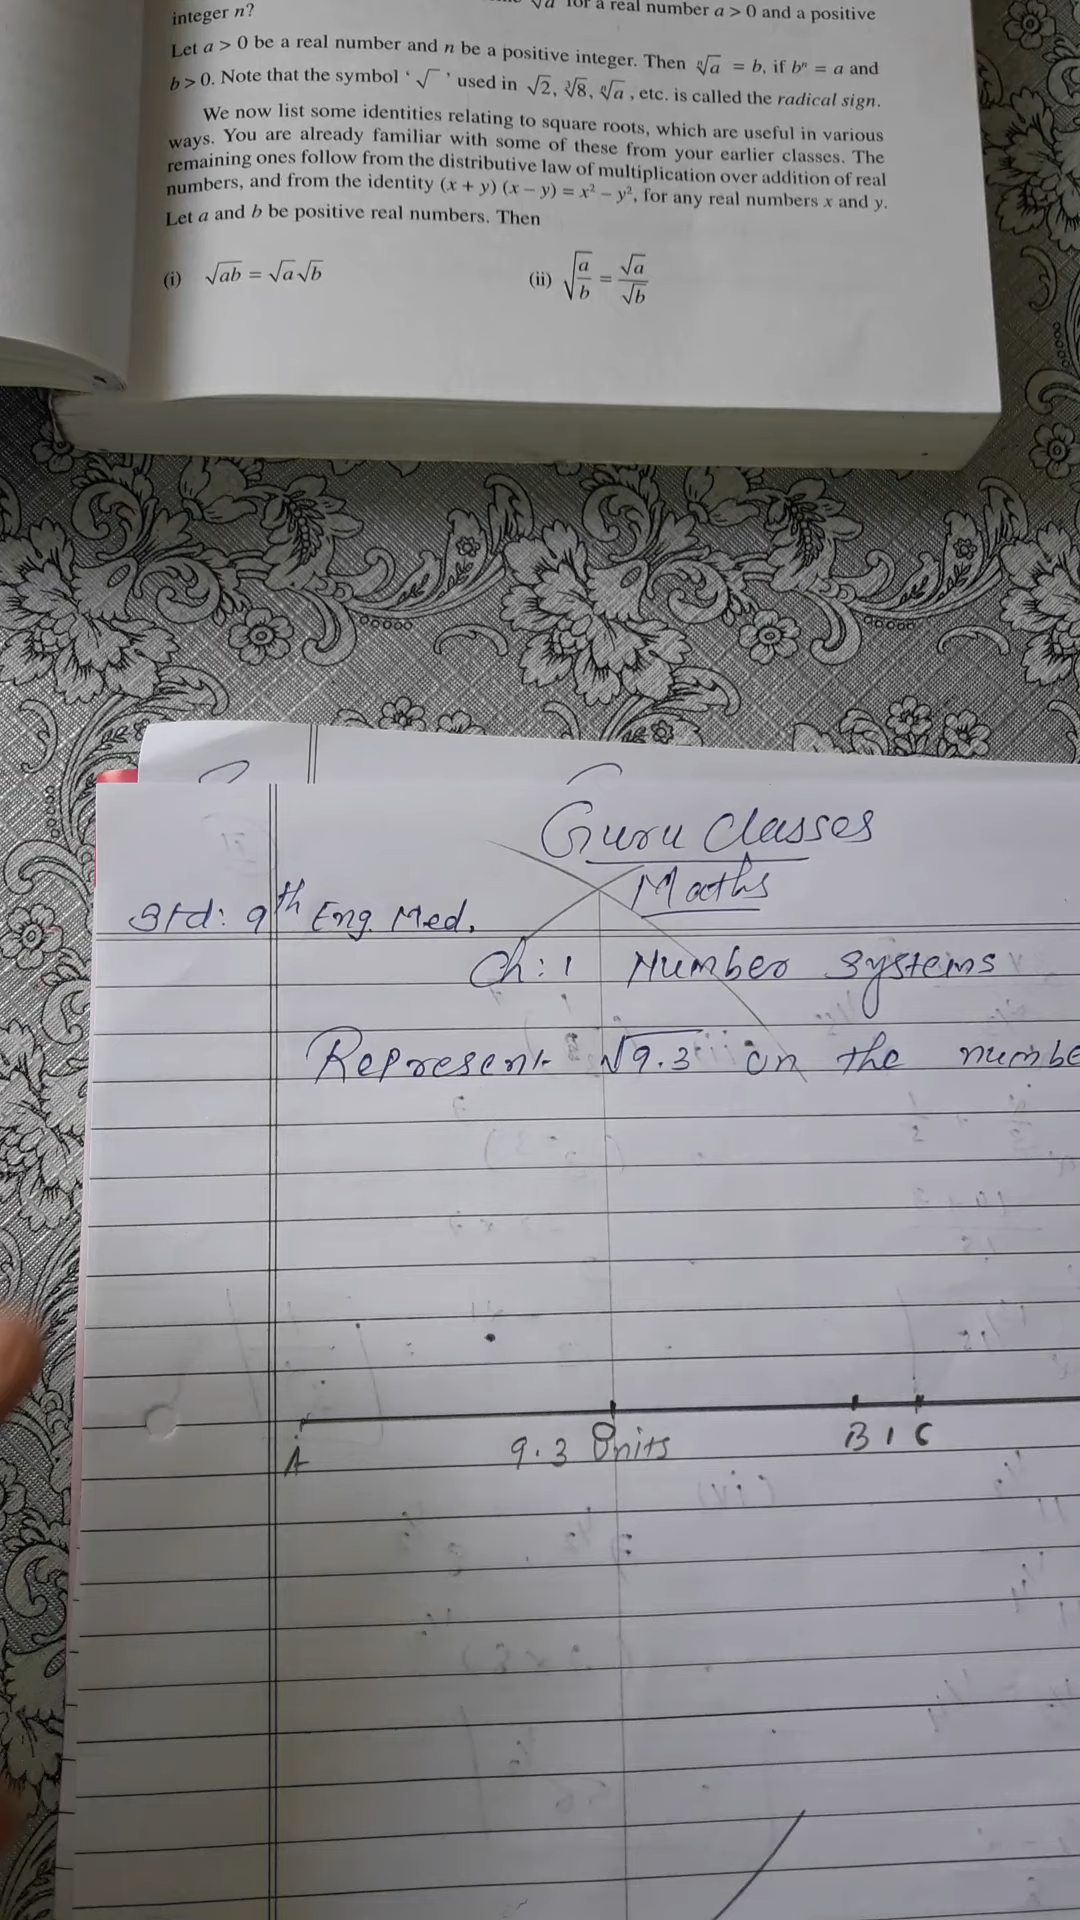 √a for a real number a > 0 and a positive
integer n?
Let a > 0 be a real number and n be a positive integer. Then ⁿ√a = b, if bⁿ = a and
b > 0. Note that the symbol ‘√ ’ used in √2, ³√8, ⁿ√a , etc. is called the radical sign.
We now list some identities relating to square roots, which are useful in various
ways. You are already familiar with some of these from your earlier classes. The
remaining ones follow from the distributive law of multiplication over addition of real
numbers, and from the identity (x + y) (x – y) = x² – y², for any real numbers x and y.
Let a and b be positive real numbers. Then
(i) √ab = √a√b (ii) √(a/b) = √a/√b
Guru Classes
Maths
Std: 9th Eng. Med.
Ch: 1 Number Systems
Represent √9.3 on the numbe
A 9.3 Units B 1 C